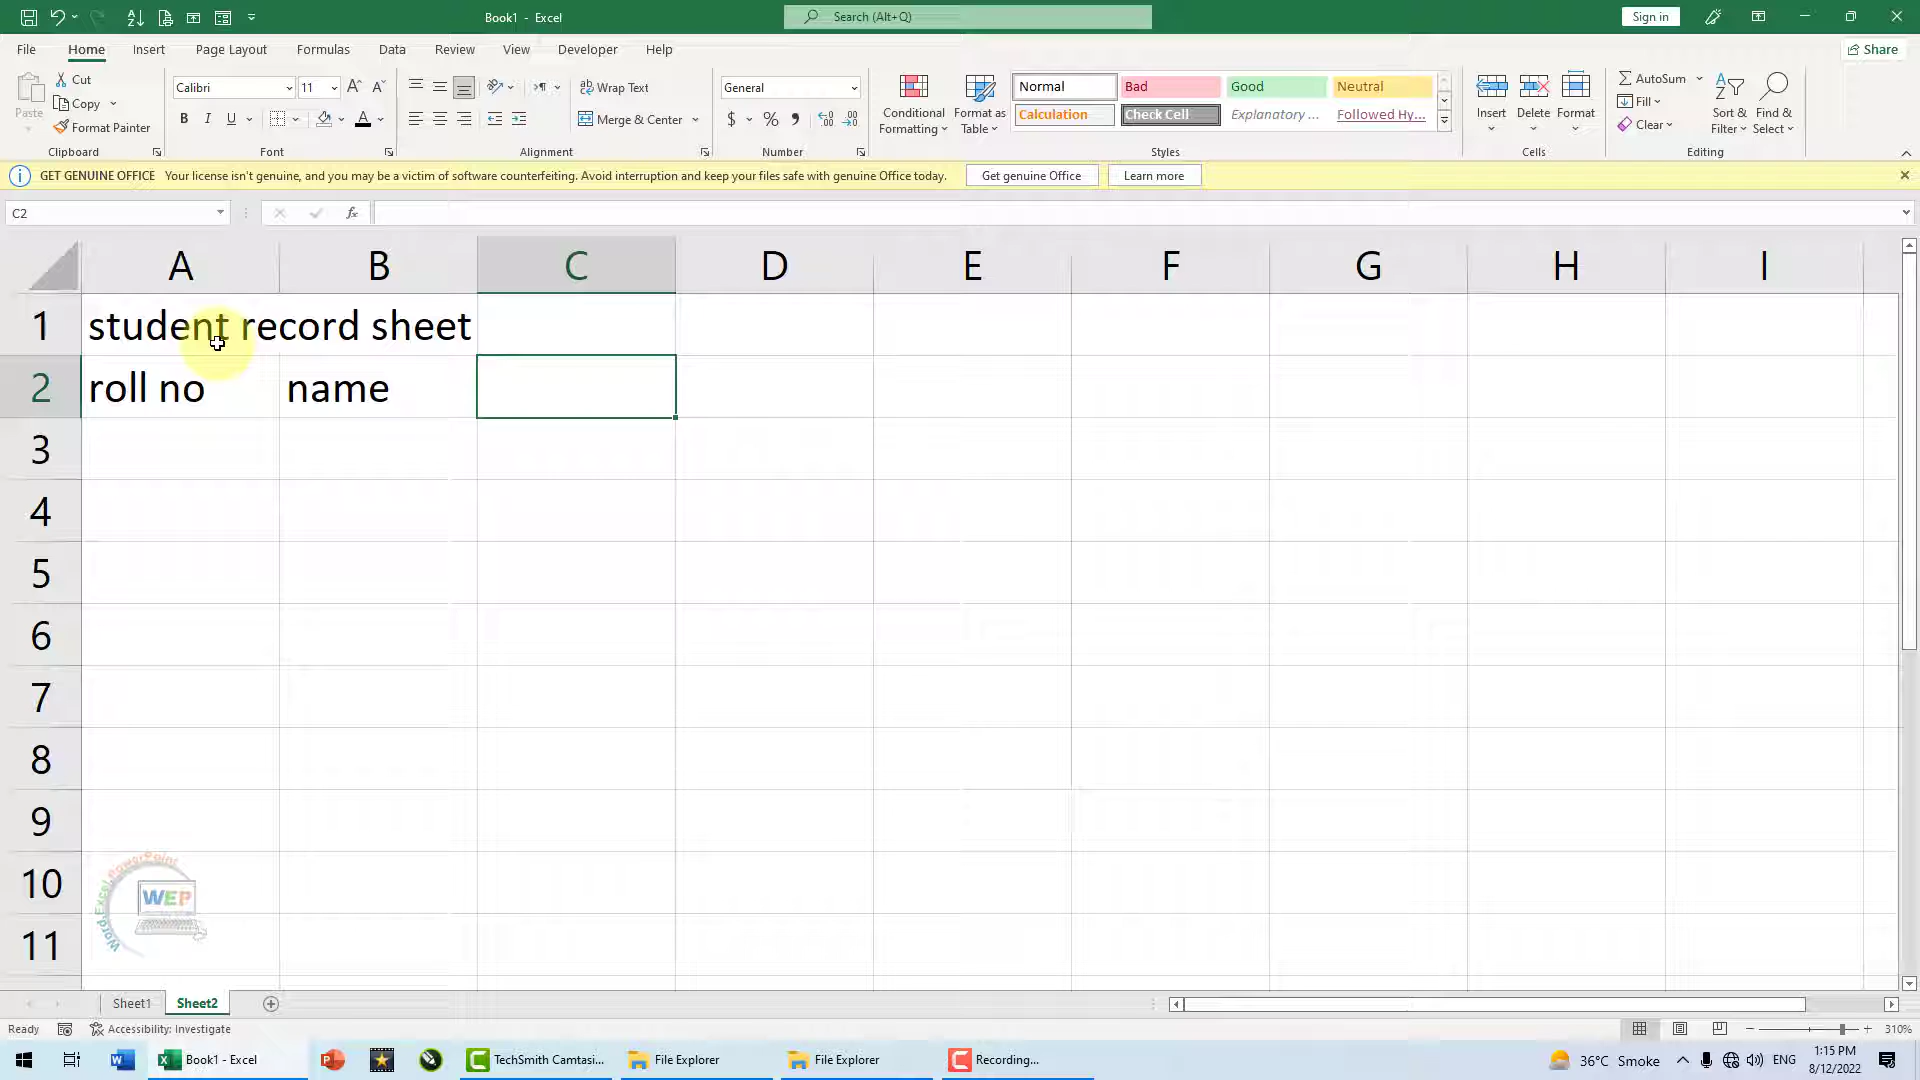 Book1 - Excel
Search (Alt+Q)
Sign in
File Home Insert Page Layout Formulas Data Review View Developer Help
Share
Paste
Cut
Copy
Format Painter
Clipboard
Calibri 11
Font
Wrap Text
Merge & Center
Alignment
General
Number
Conditional Formatting
Format as Table
Normal Bad Good Neutral
Calculation Check Cell Explanatory ... Followed Hy...
Styles
Insert Delete Format
Cells
AutoSum
Fill
Clear
Sort & Filter
Find & Select
Editing
GET GENUINE OFFICE Your license isn't genuine, and you may be a victim of software counterfeiting. Avoid interruption and keep your files safe with genuine Office today. Get genuine Office Learn more
C2
fx
A B C D E F G H I
1 student record sheet
2 roll no name
3
4
5
6
7
8
9
10
11
Word,Excel,PowerPoint
WEP
Sheet1 Sheet2
Ready Accessibility: Investigate 310%
Book1 - Excel TechSmith Camtasi... File Explorer File Explorer Recording... 36°C Smoke ENG 1:15 PM
8/12/2022